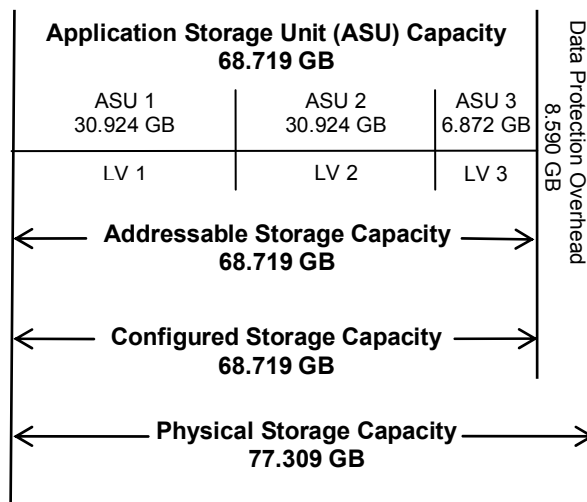 Application Storage Unit (ASU) Capacity
68.719 GB
ASU 1
30.924 GB
ASU 2
30.924 GB
ASU 3
6.872 GB
LV 1
LV 2
LV 3
Addressable Storage Capacity
68.719 GB
Configured Storage Capacity
68.719 GB
Physical Storage Capacity
77.309 GB
Data Protection Overhead
8.590 GB